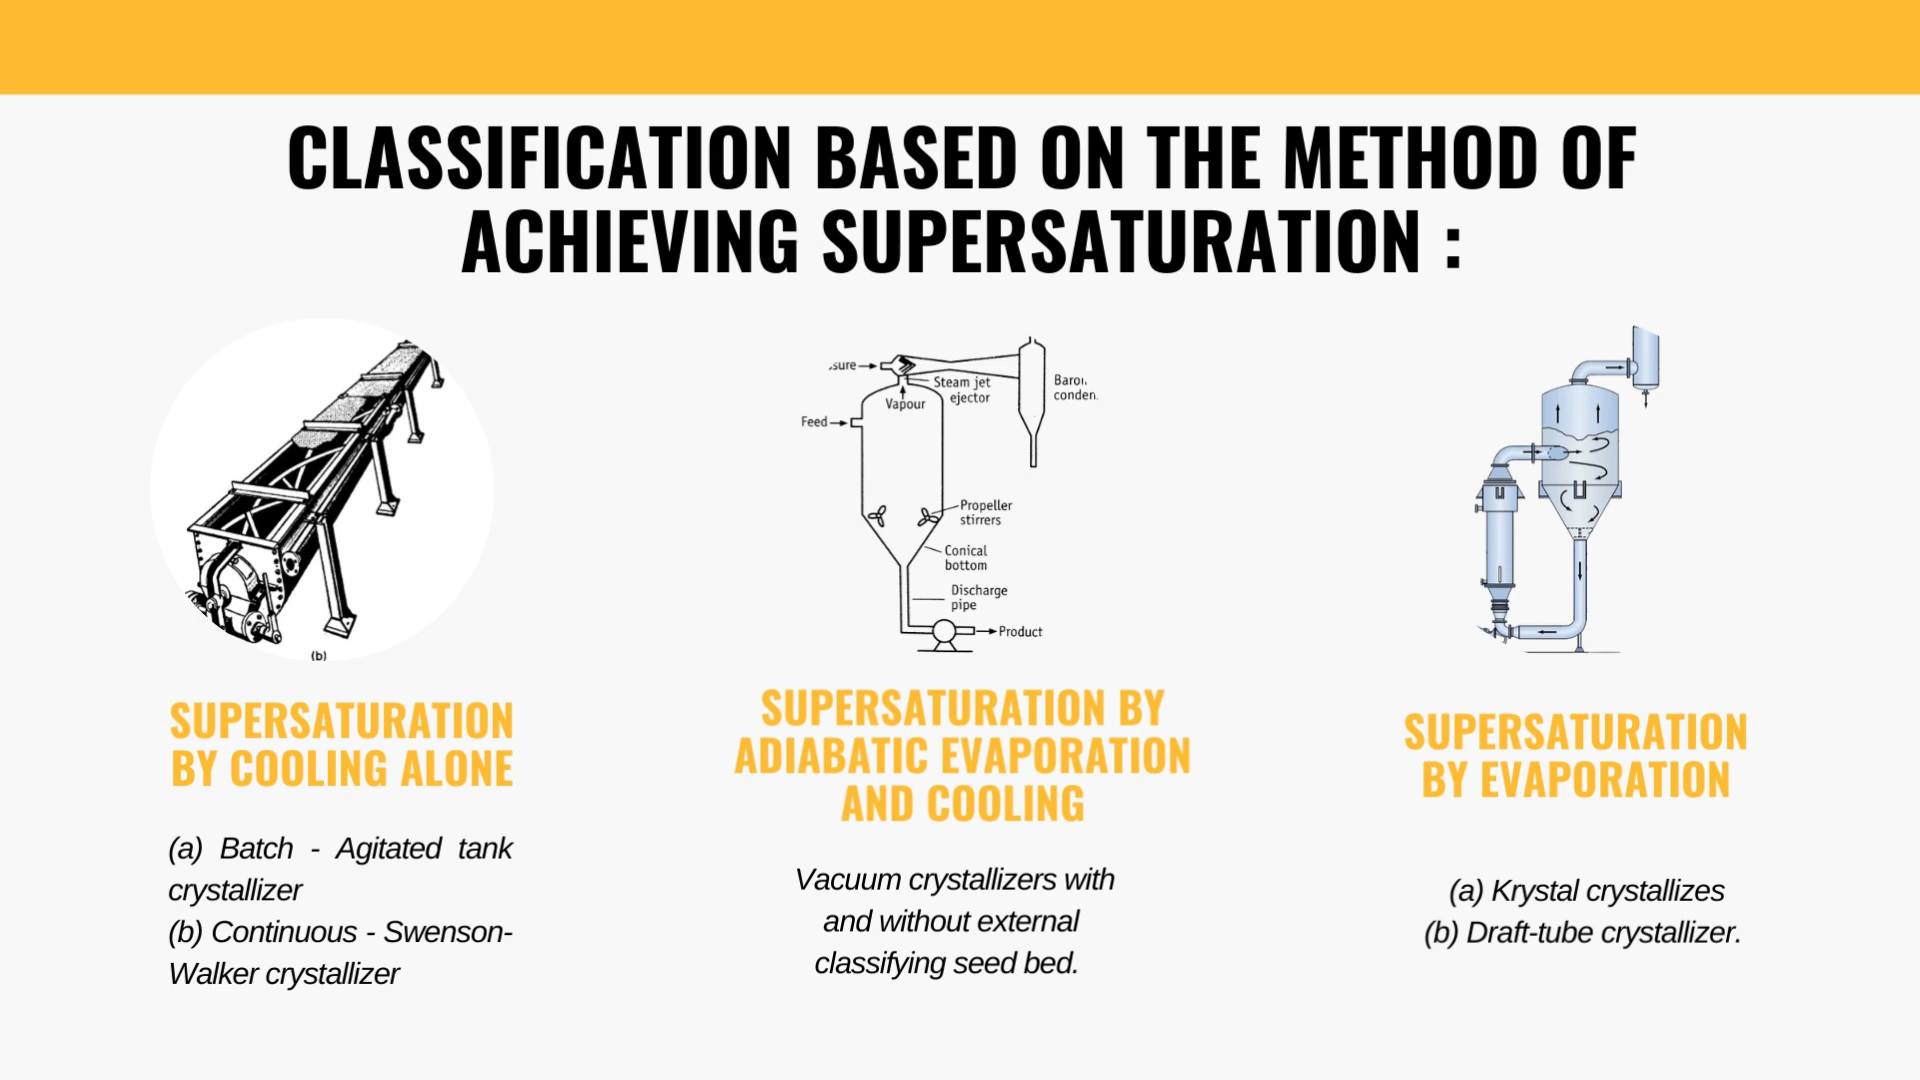 CLASSIFICATION BASED ON THE METHOD OF
ACHIEVING SUPERSATURATION :
(b)
Steam jet
ejector
Vapour
Feed
Propeller
stirrers
Conical
bottom
Discharge
pipe
Product
SUPERSATURATION
BY COOLING ALONE
(a) Batch - Agitated tank
crystallizer
(b) Continuous - Swenson-
Walker crystallizer
SUPERSATURATION BY
ADIABATIC EVAPORATION
AND COOLING
Vacuum crystallizers with
and without external
classifying seed bed.
SUPERSATURATION
BY EVAPORATION
(a) Krystal crystallizes
(b) Draft-tube crystallizer.